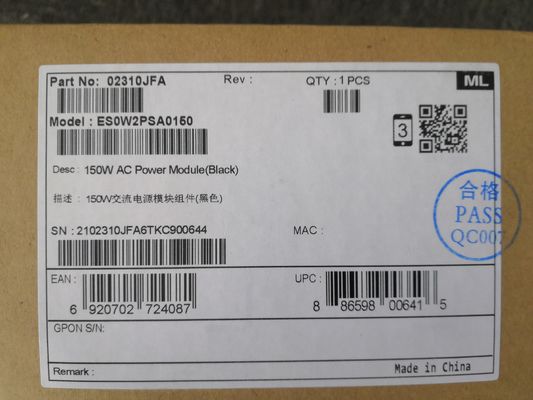 Part No: 02310JFA
Rev :
QTY : 1 PCS
ML
Model : ES0W2PSA0150
3
Desc : 150W AC Power Module(Black)
描述 : 150W交流电源模块组件(黑色)
合格
PASS
QC007
SN : 2102310JFA6TKC900644
MAC :
EAN :
6 920702 724087
UPC :
8 86598 00641 5
GPON S/N:
Remark :
Made in China